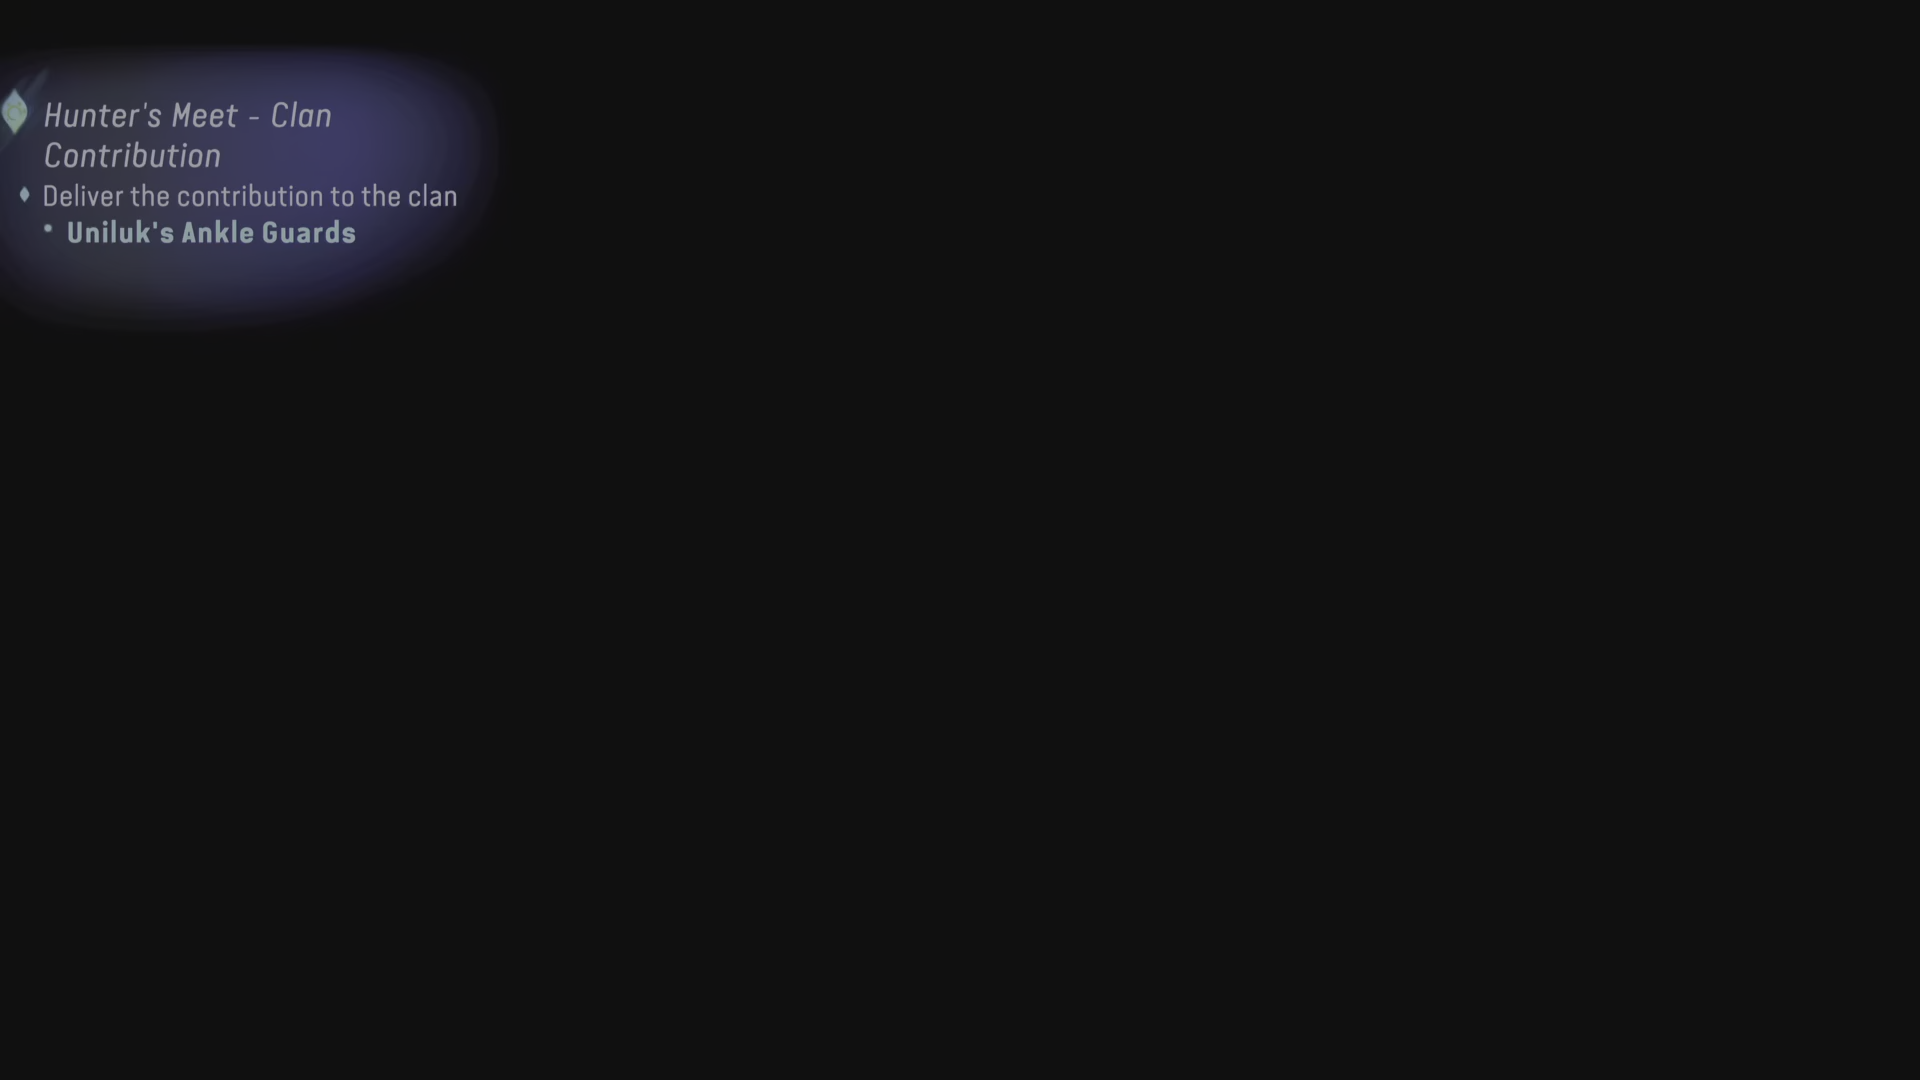 Hunter's Meet - Clan
Contribution
Deliver the contribution to the clan
Uniluk's Ankle Guards